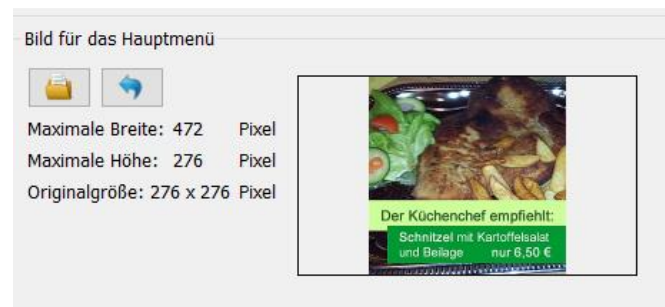 Bild für das Hauptmenü
Maximale Breite: 472 Pixel
Maximale Höhe: 276 Pixel
Originalgröße: 276 x 276 Pixel
Der Küchenchef empfiehlt:
Schnitzel mit Kartoffelsalat
und Beilage nur 6,50 €